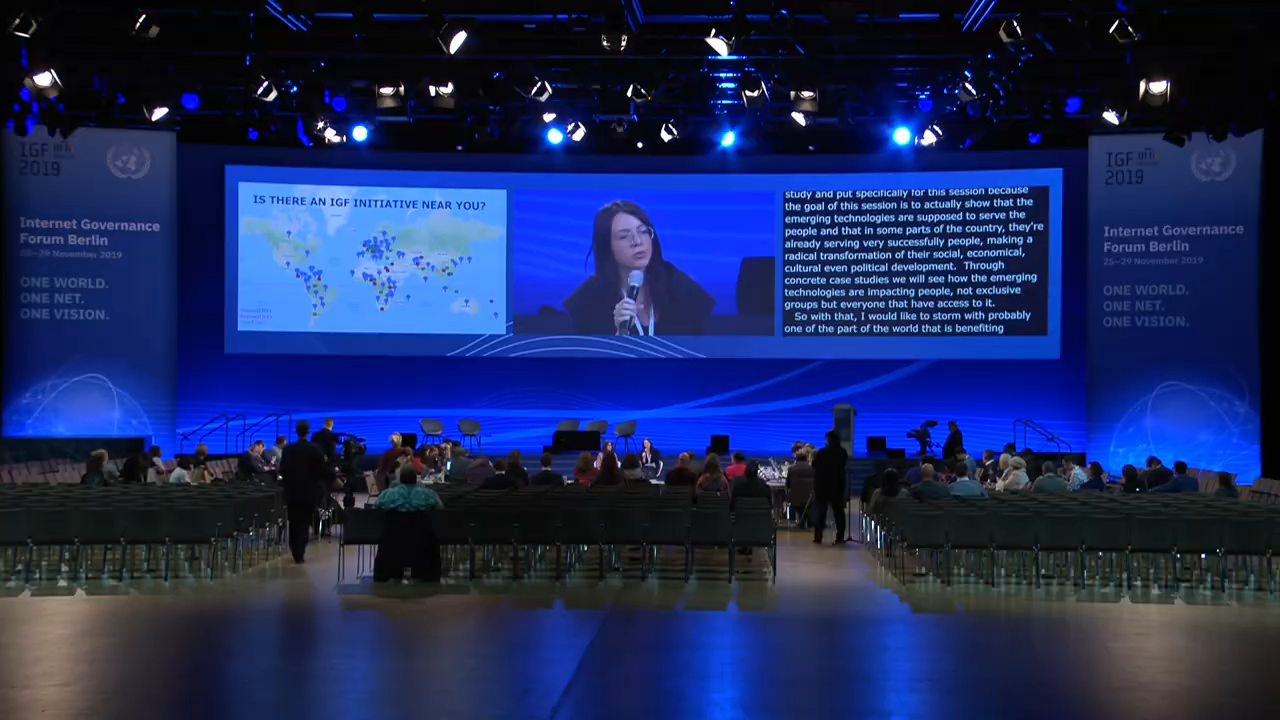 IGF
2019
Internet Governance
Forum Berlin
25–29 November 2019
ONE WORLD.
ONE NET.
ONE VISION.
IS THERE AN IGF INITIATIVE NEAR YOU?
study and put specifically for this session because
the goal of this session is to actually show that the
emerging technologies are supposed to serve the
people and that in some parts of the country, they're
already serving very successfully people, making a
radical transformation of their social, economical,
cultural even political development. Through
concrete case studies we will see how the emerging
technologies are impacting people, not exclusive
groups but everyone that have access to it.
So with that, I would like to storm with probably
one of the part of the world that is benefiting
IGF
2019
Internet Governance
Forum Berlin
25–29 November 2019
ONE WORLD.
ONE NET.
ONE VISION.